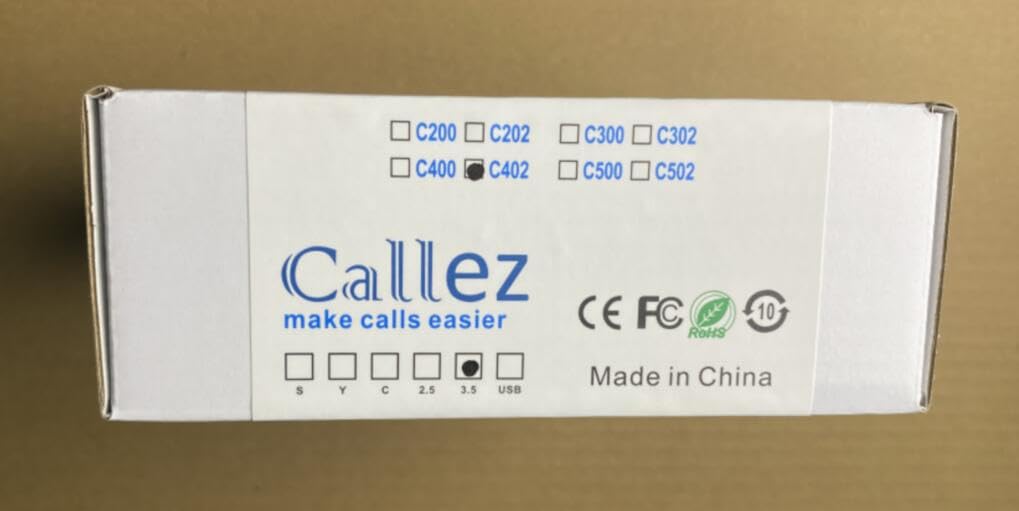 C200 C202 C300 C302
C400 C402 C500 C502
Callez
make calls easier
CE FC RoHS 10
S Y C 2.5 3.5 USB
Made in China